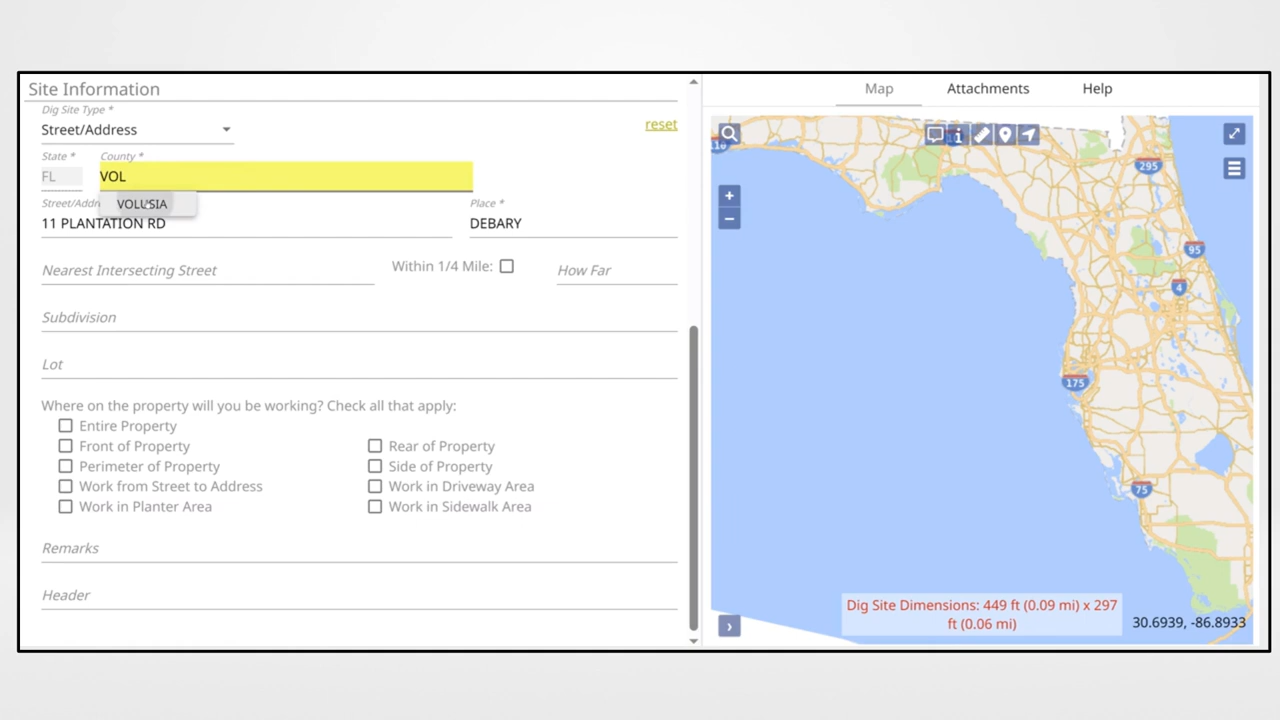 Site Information
Map
Attachments
Help
Dig Site Type *
Street/Address
reset
State *
County *
FL
VOL
VOLUSIA
Street/Addr
Place *
11 PLANTATION RD
DEBARY
Nearest Intersecting Street
Within 1/4 Mile:
How Far
Subdivision
Lot
Where on the property will you be working? Check all that apply:
Entire Property
Front of Property
Rear of Property
Perimeter of Property
Side of Property
Work from Street to Address
Work in Driveway Area
Work in Planter Area
Work in Sidewalk Area
Remarks
Header
110
295
95
4
175
75
Dig Site Dimensions: 449 ft (0.09 mi) x 297
ft (0.06 mi)
30.6939, -86.8933